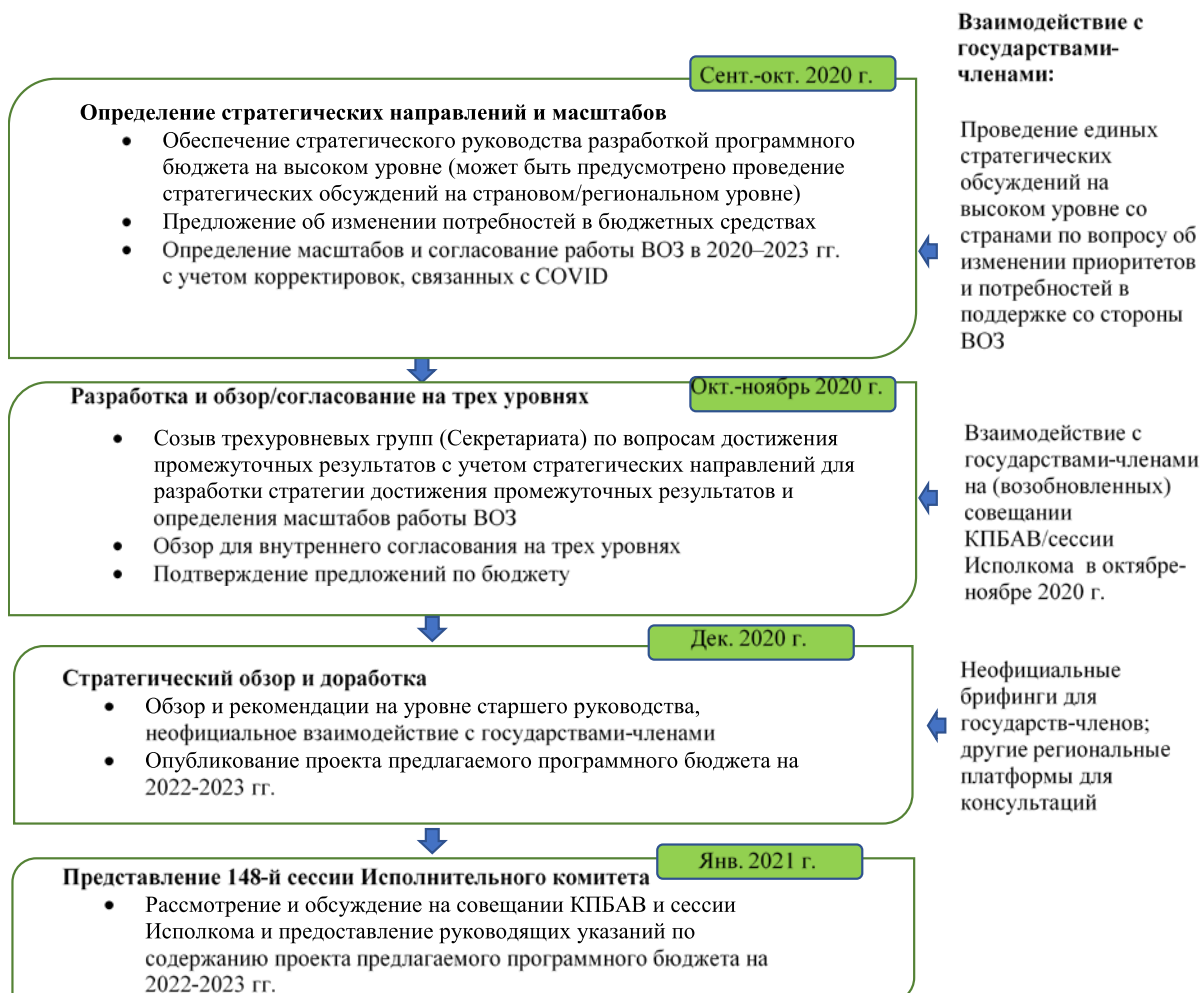 Взаимодействие с
государствами-
членами:
Сент.-окт. 2020 г.
Определение стратегических направлений и масштабов
• Обеспечение стратегического руководства разработкой программного
бюджета на высоком уровне (может быть предусмотрено проведение
стратегических обсуждений на страновом/региональном уровне)
• Предложение об изменении потребностей в бюджетных средствах
• Определение масштабов и согласование работы ВОЗ в 2020–2023 гг.
с учетом корректировок, связанных с COVID
Проведение единых
стратегических
обсуждений на
высоком уровне со
странами по вопросу об
изменении приоритетов
и потребностей в
поддержке со стороны
ВОЗ
Окт.-ноябрь 2020 г.
Разработка и обзор/согласование на трех уровнях
• Созыв трехуровневых групп (Секретариата) по вопросам достижения
промежуточных результатов с учетом стратегических направлений для
разработки стратегии достижения промежуточных результатов и
определения масштабов работы ВОЗ
• Обзор для внутреннего согласования на трех уровнях
• Подтверждение предложений по бюджету
Взаимодействие с
государствами-членами
на (возобновленных)
совещании
КПБАВ/сессии
Исполкома в октябре-
ноябре 2020 г.
Дек. 2020 г.
Стратегический обзор и доработка
• Обзор и рекомендации на уровне старшего руководства,
неофициальное взаимодействие с государствами-членами
• Опубликование проекта предлагаемого программного бюджета на
2022-2023 гг.
Неофициальные
брифинги для
государств-членов;
другие региональные
платформы для
консультаций
Янв. 2021 г.
Представление 148-й сессии Исполнительного комитета
• Рассмотрение и обсуждение на совещании КПБАВ и сессии
Исполкома и предоставление руководящих указаний по
содержанию проекта предлагаемого программного бюджета на
2022-2023 гг.